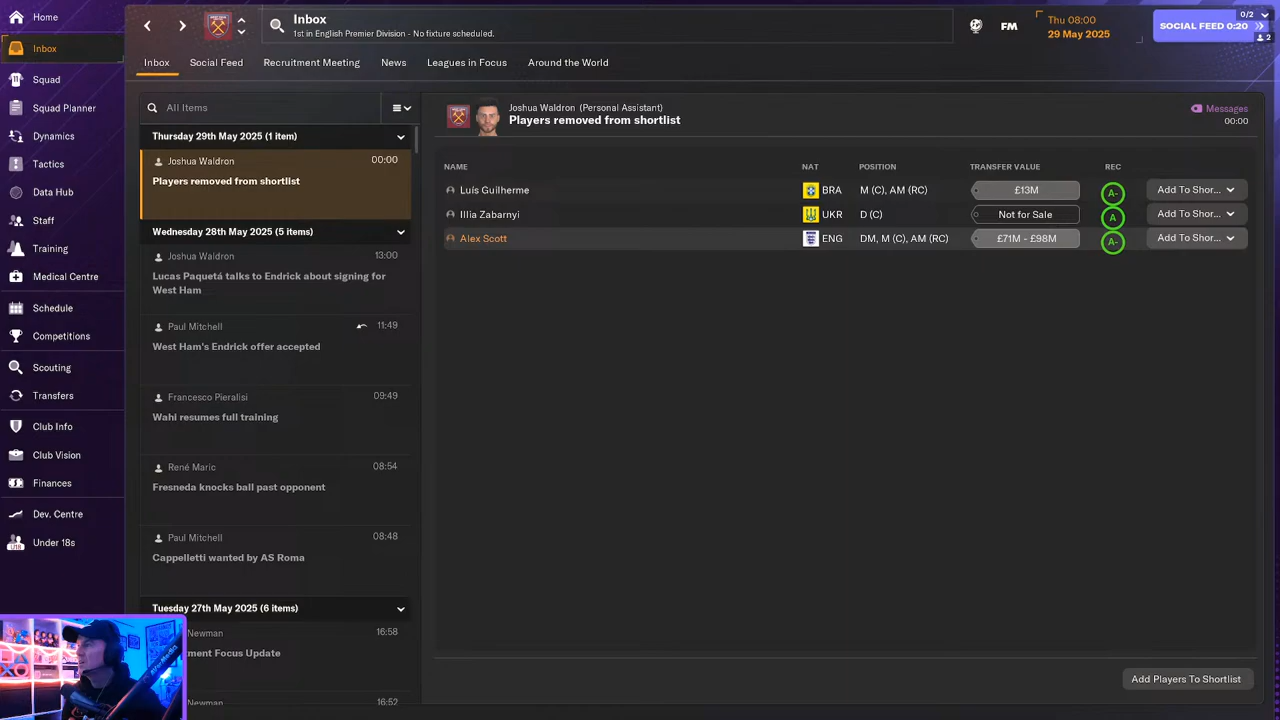 Home
Inbox
Squad
Squad Planner
Dynamics
Tactics
Data Hub
Staff
Training
Medical Centre
Schedule
Competitions
Scouting
Transfers
Club Info
Club Vision
Finances
Dev. Centre
Under 18s
U18
Inbox
1st in English Premier Division - No fixture scheduled.
FM
Thu 08:00
29 May 2025
SOCIAL FEED 0:20
0/2
2
Inbox
Social Feed
Recruitment Meeting
News
Leagues in Focus
Around the World
All Items
Thursday 29th May 2025 (1 item)
Joshua Waldron 00:00
Players removed from shortlist
Wednesday 28th May 2025 (5 items)
Joshua Waldron 13:00
Lucas Paquetá talks to Endrick about signing for
West Ham
Paul Mitchell 11:49
West Ham's Endrick offer accepted
Francesco Pieralisi 09:49
Wahi resumes full training
René Maric 08:54
Fresneda knocks ball past opponent
Paul Mitchell 08:48
Cappelletti wanted by AS Roma
Tuesday 27th May 2025 (6 items)
Newman 16:58
ment Focus Update
Newman 16:52
Joshua Waldron (Personal Assistant)
Players removed from shortlist
Messages
00:00
NAME NAT POSITION TRANSFER VALUE REC
Luís Guilherme BRA M (C), AM (RC) £13M A- Add To Shor...
Illia Zabarnyi UKR D (C) Not for Sale A Add To Shor...
Alex Scott ENG DM, M (C), AM (RC) £71M - £98M A- Add To Shor...
Add Players To Shortlist